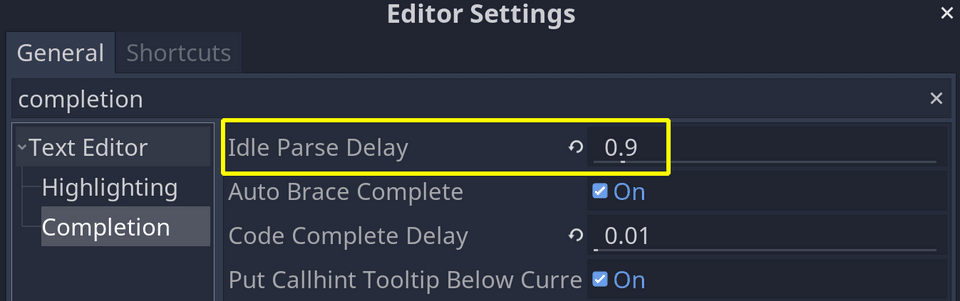 Editor Settings
General Shortcuts
completion
Text Editor
Highlighting
Completion
Idle Parse Delay 0.9
Auto Brace Complete On
Code Complete Delay 0.01
Put Callhint Tooltip Below Curre On